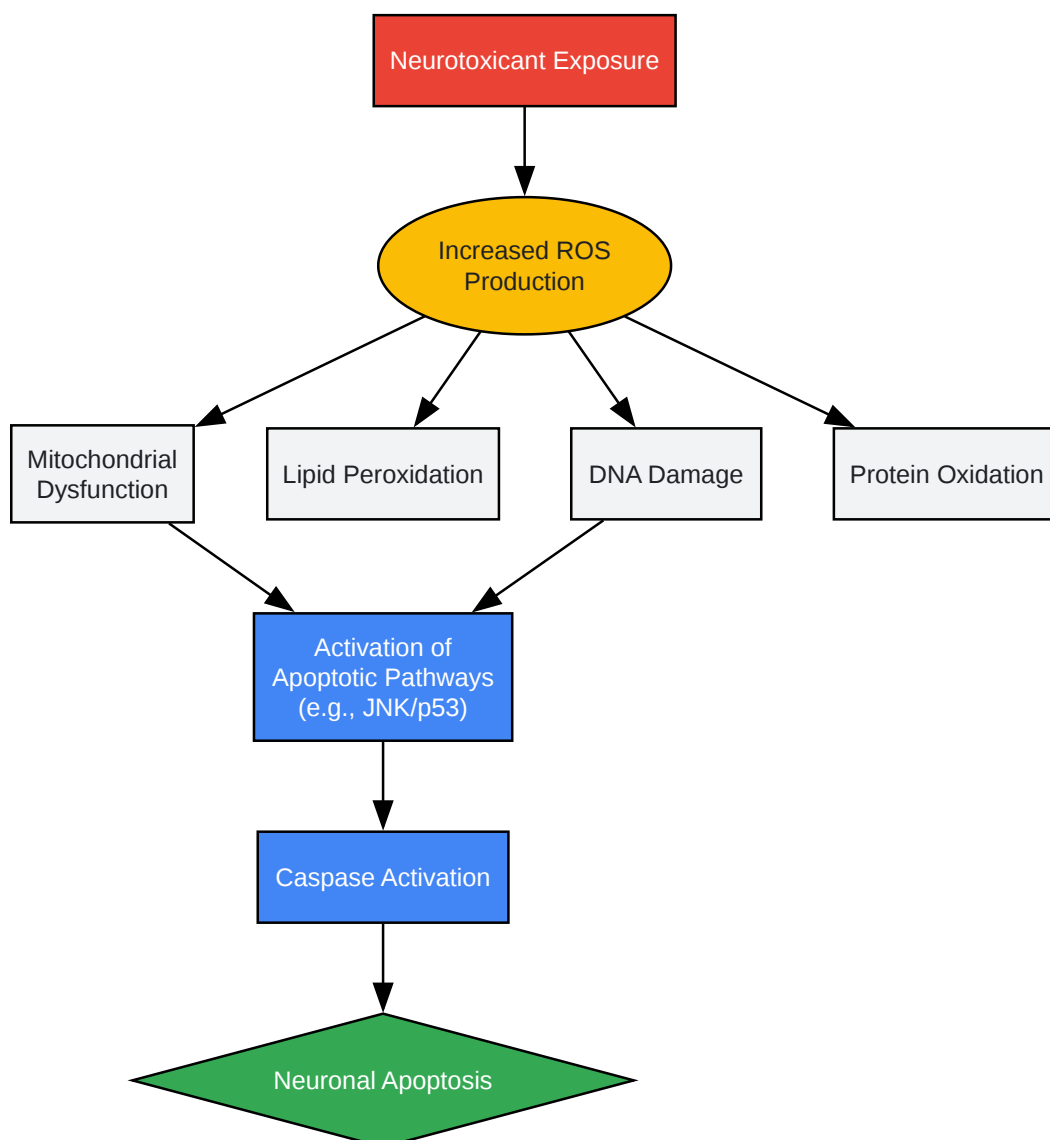 Neurotoxicant Exposure
Increased ROS
Production
Mitochondrial
Dysfunction
Lipid Peroxidation
DNA Damage
Protein Oxidation
Activation of
Apoptotic Pathways
(e.g., JNK/p53)
Caspase Activation
Neuronal Apoptosis